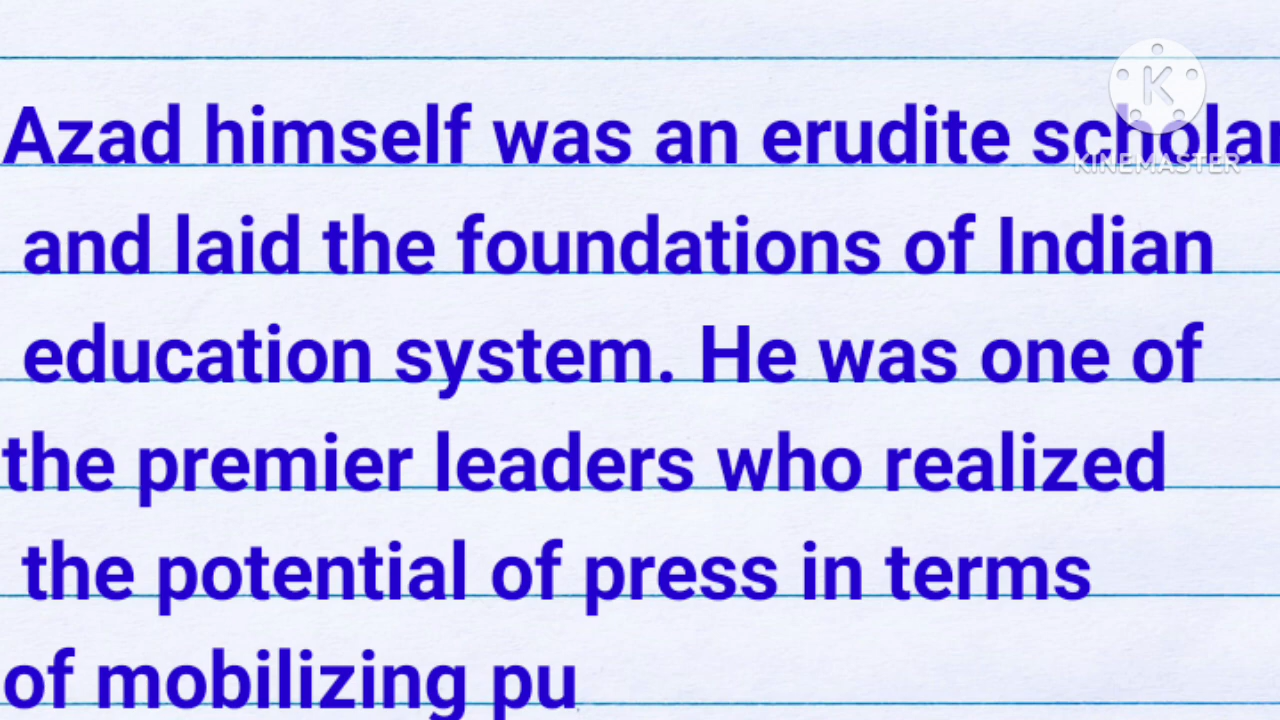 Azad himself was an erudite scholar
and laid the foundations of Indian
education system. He was one of
the premier leaders who realized
the potential of press in terms
of mobilizing pu
KINEMASTER